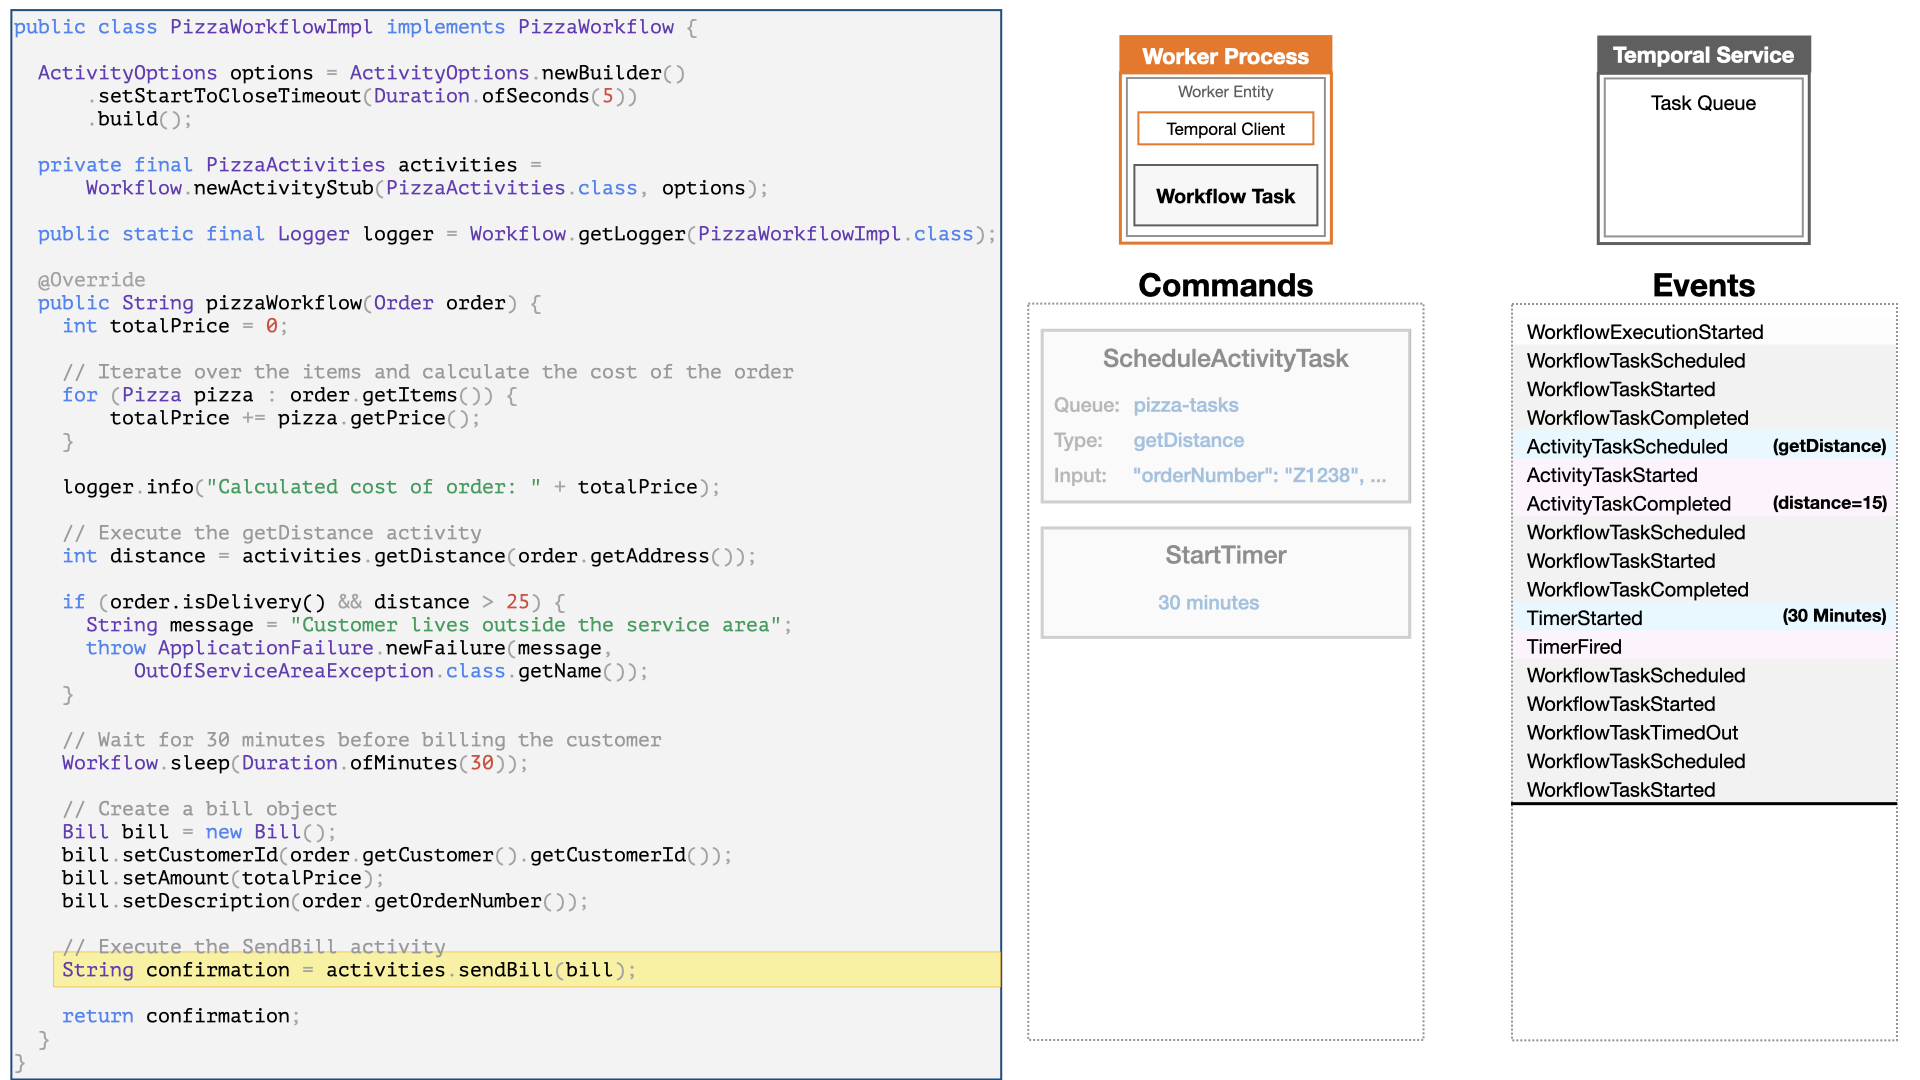 public class PizzaWorkflowImpl implements PizzaWorkflow {
ActivityOptions options = ActivityOptions.newBuilder()
.setStartToCloseTimeout(Duration.ofSeconds(5))
.build();
private final PizzaActivities activities =
Workflow.newActivityStub(PizzaActivities.class, options);
public static final Logger logger = Workflow.getLogger(PizzaWorkflowImpl.class);
@Override
public String pizzaWorkflow(Order order) {
int totalPrice = 0;
// Iterate over the items and calculate the cost of the order
for (Pizza pizza : order.getItems()) {
totalPrice += pizza.getPrice();
}
logger.info("Calculated cost of order: " + totalPrice);
// Execute the getDistance activity
int distance = activities.getDistance(order.getAddress());
if (order.isDelivery() && distance > 25) {
String message = "Customer lives outside the service area";
throw ApplicationFailure.newFailure(message,
OutOfServiceAreaException.class.getName());
}
// Wait for 30 minutes before billing the customer
Workflow.sleep(Duration.ofMinutes(30));
// Create a bill object
Bill bill = new Bill();
bill.setCustomerId(order.getCustomer().getCustomerId());
bill.setAmount(totalPrice);
bill.setDescription(order.getOrderNumber());
// Execute the SendBill activity
String confirmation = activities.sendBill(bill);
return confirmation;
}
}
Worker Process
Worker Entity
Temporal Client
Workflow Task
Commands
ScheduleActivityTask
Queue: pizza-tasks
Type: getDistance
Input: "orderNumber": "Z1238", ...
StartTimer
30 minutes
Temporal Service
Task Queue
Events
WorkflowExecutionStarted
WorkflowTaskScheduled
WorkflowTaskStarted
WorkflowTaskCompleted
ActivityTaskScheduled (getDistance)
ActivityTaskStarted
ActivityTaskCompleted (distance=15)
WorkflowTaskScheduled
WorkflowTaskStarted
WorkflowTaskCompleted
TimerStarted (30 Minutes)
TimerFired
WorkflowTaskScheduled
WorkflowTaskStarted
WorkflowTaskTimedOut
WorkflowTaskScheduled
WorkflowTaskStarted